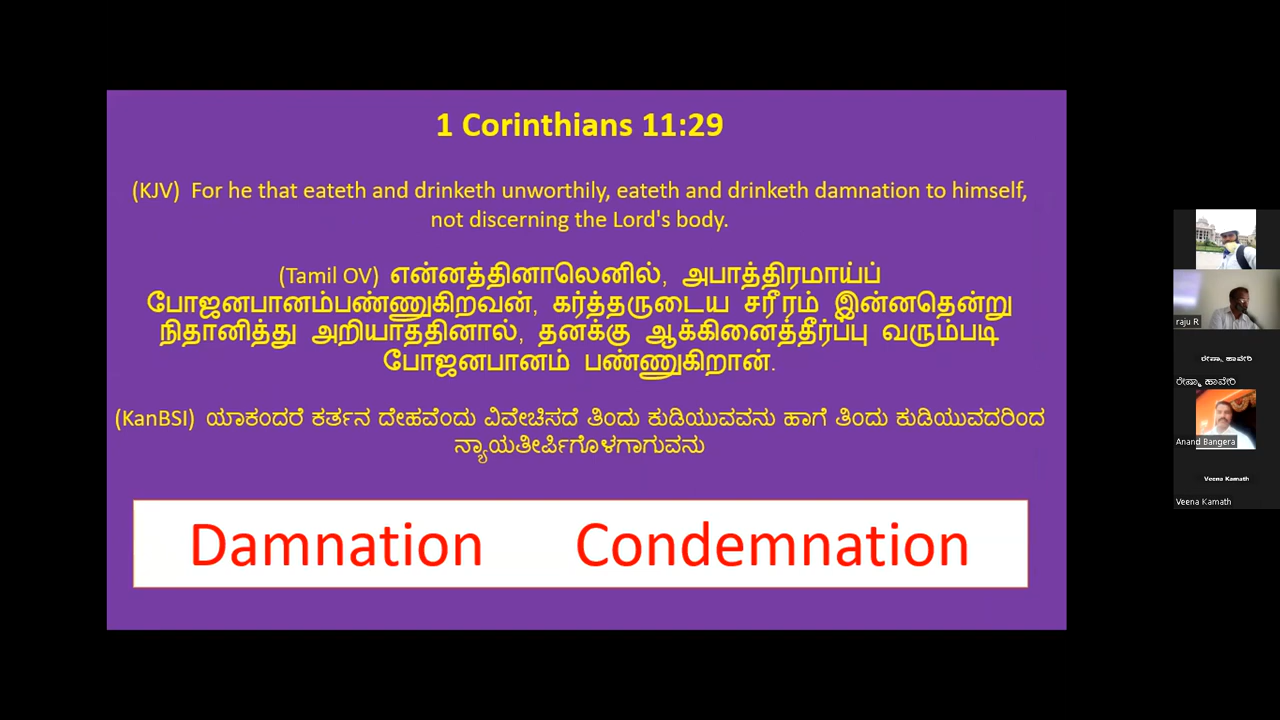 1 Corinthians 11:29
(KJV) For he that eateth and drinketh unworthily, eateth and drinketh damnation to himself,
not discerning the Lord's body.
(Tamil OV) என்னத்தினாலெனில், அபாத்திரமாய்ப்
போஜனபானம்பண்ணுகிறவன், கர்த்தருடைய சரீரம் இன்னதென்று
நிதானித்து அறியாததினால், தனக்கு ஆக்கினைத்தீர்ப்பு வரும்படி
போஜனபானம் பண்ணுகிறான்.
(KanBSI) ಯಾಕಂದರೆ ಕರ್ತನ ದೇಹವೆಂದು ವಿವೇಚಿಸದೆ ತಿಂದು ಕುಡಿಯುವವನು ಹಾಗೆ ತಿಂದು ಕುಡಿಯುವದರಿಂದ
ನ್ಯಾಯತೀರ್ಪಿಗೊಳಗಾಗುವನು
Damnation Condemnation
raju R
ರೇಷ್ಮಾ ಹಾವೇರಿ
ರೇಷ್ಮಾ ಹಾವೇರಿ
Anand Bangera
Veena Kamath
Veena Kamath